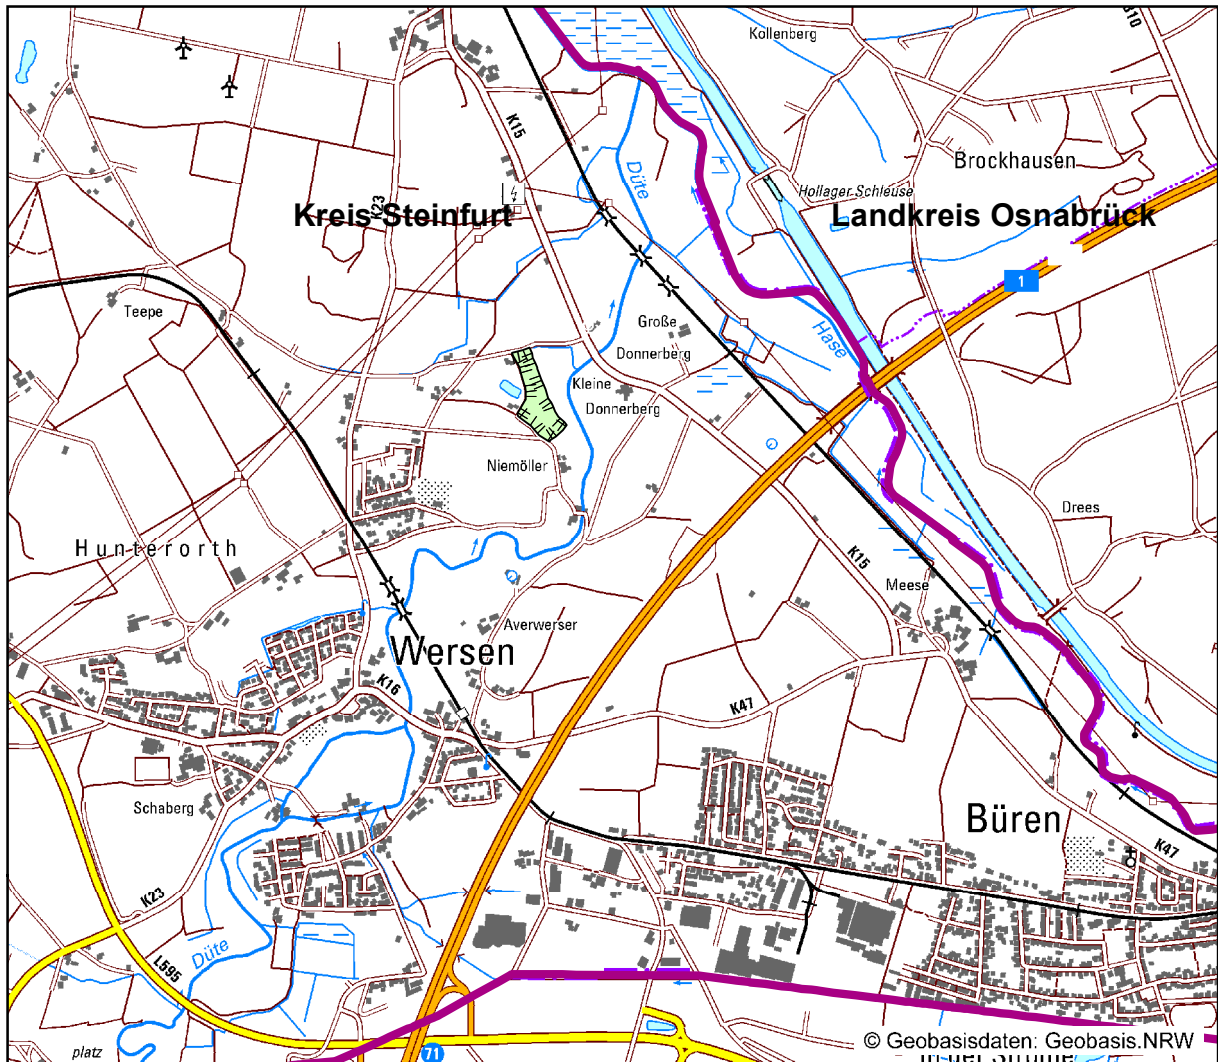 Kollenberg
B10
K15
Düte
Brockhausen
Hollager Schleuse
K23
Kreis Steinfurt
Landkreis Osnabrück
1
Teepe
Große
Donnerberg
Hase
Kleine
Donnerberg
Niemöller
Drees
Hunterorth
K15
Meese
Averwerser
Wersen
K16
K47
Schaberg
Büren
K47
K23
Düte
L595
platz
71
© Geobasisdaten: Geobasis.NRW